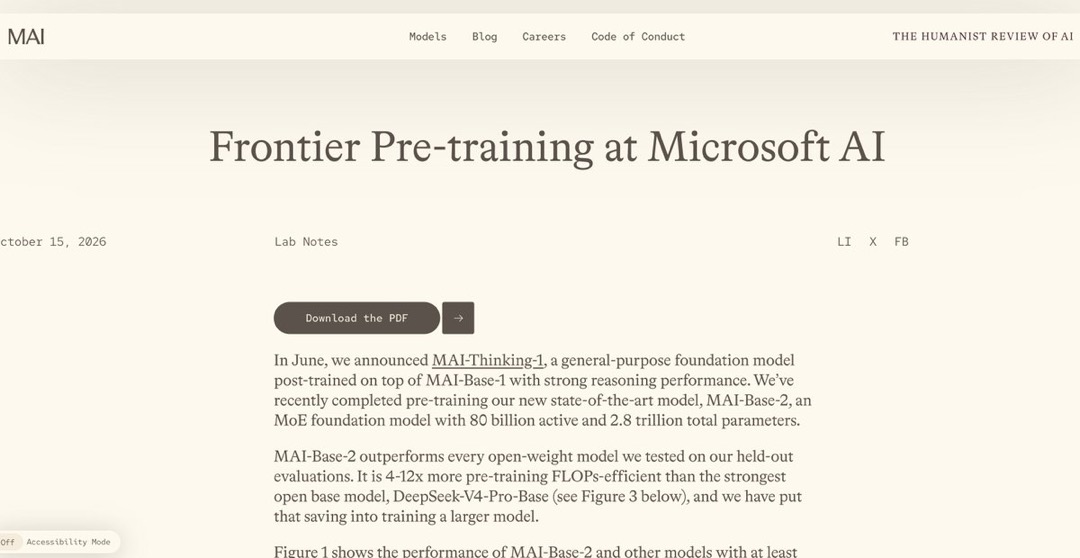 MAI
Models Blog Careers Code of Conduct
THE HUMANIST REVIEW OF AI
Frontier Pre-training at Microsoft AI
ctober 15, 2026
Lab Notes
LI X FB
Download the PDF →
In June, we announced MAI-Thinking-1, a general-purpose foundation model
post-trained on top of MAI-Base-1 with strong reasoning performance. We’ve
recently completed pre-training our new state-of-the-art model, MAI-Base-2, an
MoE foundation model with 80 billion active and 2.8 trillion total parameters.
MAI-Base-2 outperforms every open-weight model we tested on our held-out
evaluations. It is 4-12x more pre-training FLOPs-efficient than the strongest
open base model, DeepSeek-V4-Pro-Base (see Figure 3 below), and we have put
that saving into training a larger model.
Figure 1 shows the performance of MAI-Base-2 and other models with at least
Off Accessibility Mode